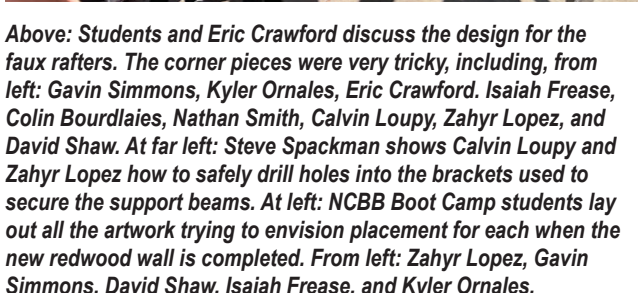 Above: Students and Eric Crawford discuss the design for the
faux rafters. The corner pieces were very tricky, including, from
left: Gavin Simmons, Kyler Ornales, Eric Crawford. Isaiah Frease,
Colin Bourdlaies, Nathan Smith, Calvin Loupy, Zahyr Lopez, and
David Shaw. At far left: Steve Spackman shows Calvin Loupy and
Zahyr Lopez how to safely drill holes into the brackets used to
secure the support beams. At left: NCBB Boot Camp students lay
out all the artwork trying to envision placement for each when the
new redwood wall is completed. From left: Zahyr Lopez, Gavin
Simmons, David Shaw, Isaiah Frease, and Kyler Ornales.